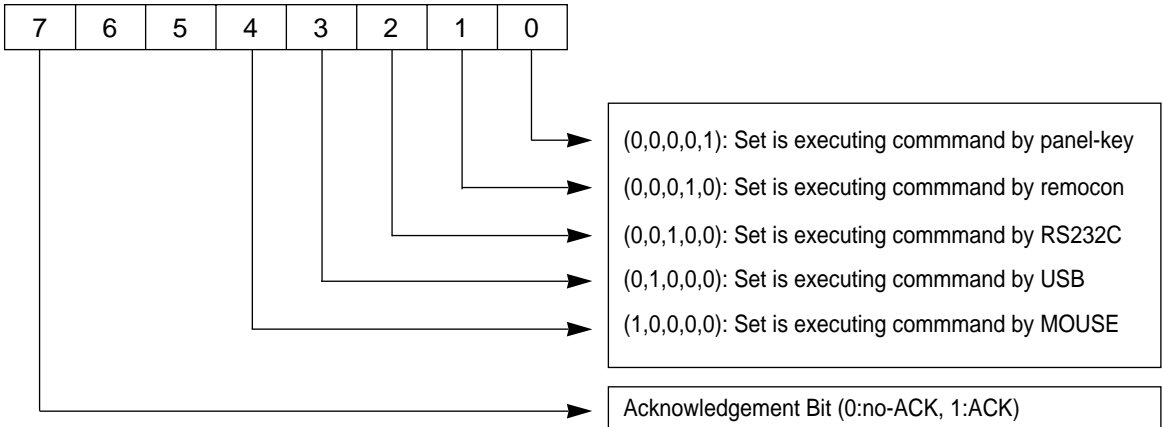 7 6 5 4 3 2 1 0
(0,0,0,0,1): Set is executing commmand by panel-key
(0,0,0,1,0): Set is executing commmand by remocon
(0,0,1,0,0): Set is executing commmand by RS232C
(0,1,0,0,0): Set is executing commmand by USB
(1,0,0,0,0): Set is executing commmand by MOUSE
Acknowledgement Bit (0:no-ACK, 1:ACK)